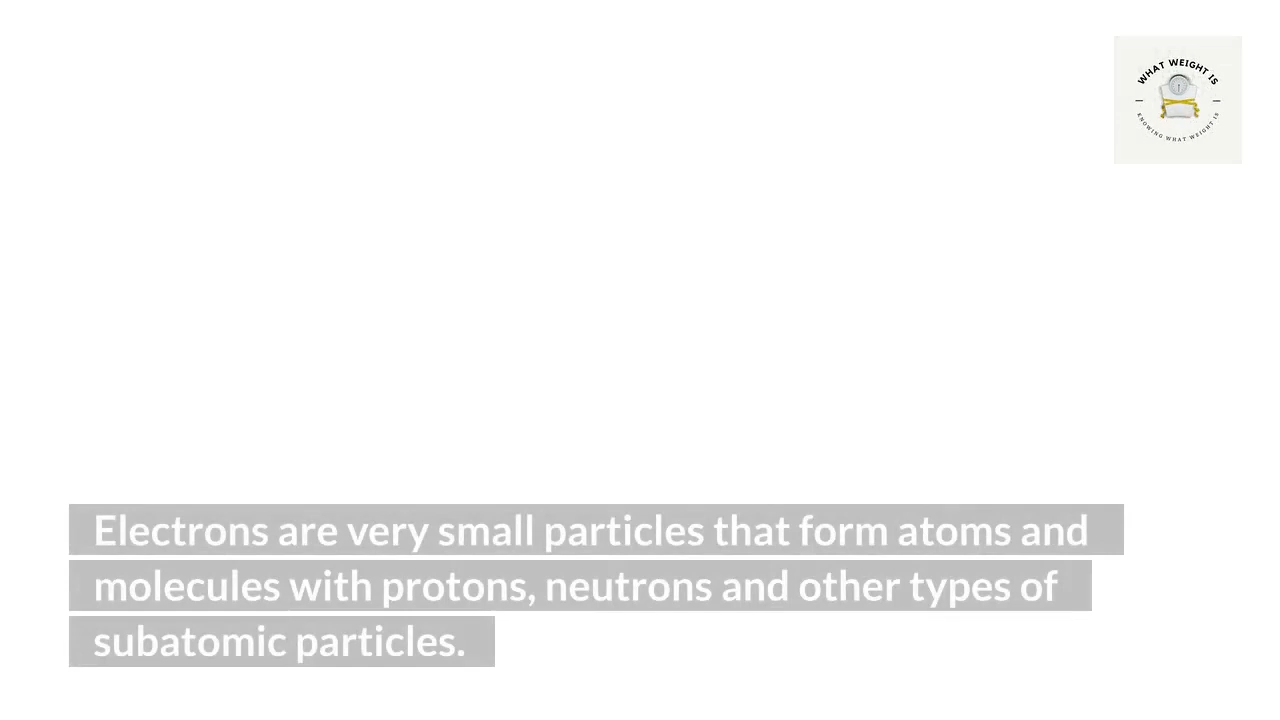 WHAT WEIGHT IS
KNOWING WHAT WEIGHT IS
Electrons are very small particles that form atoms and
molecules with protons, neutrons and other types of
subatomic particles.